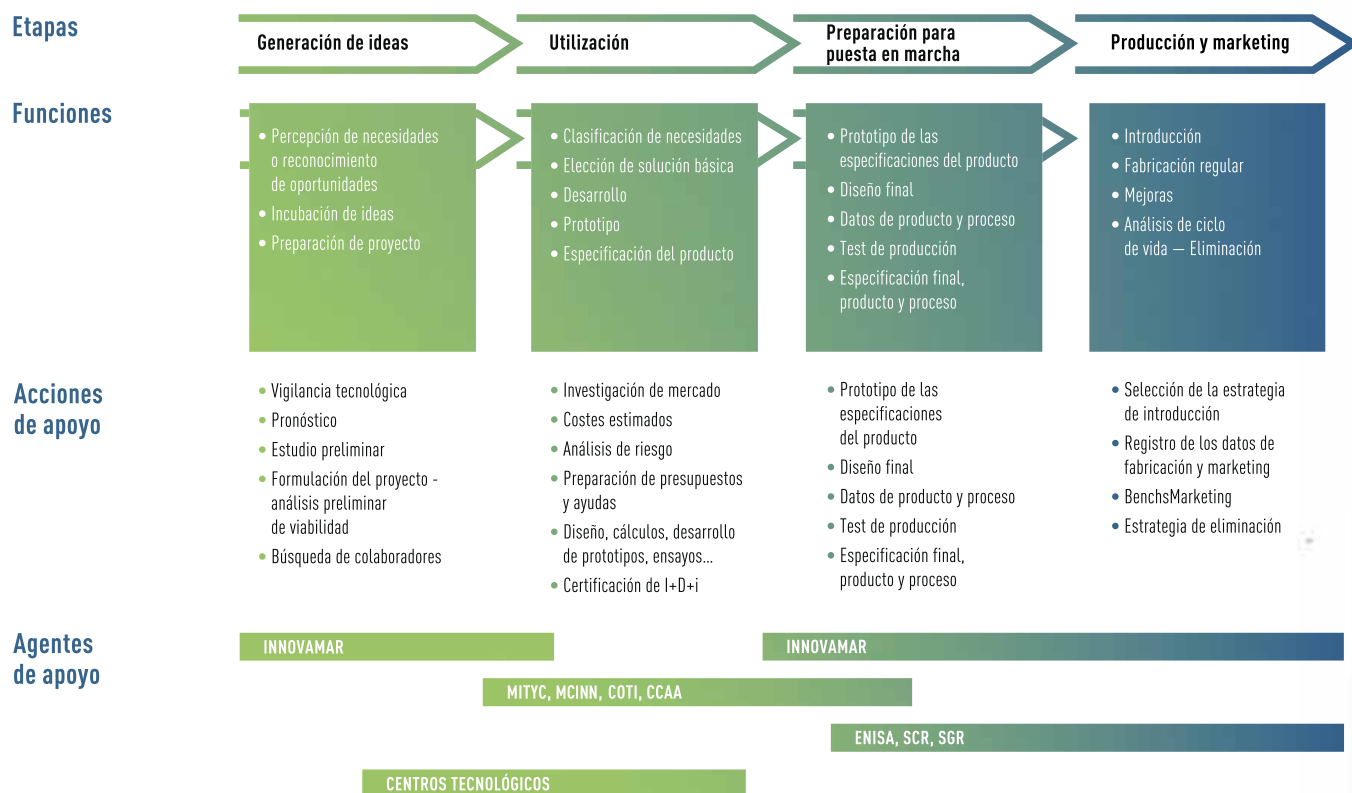 Etapas
Generación de ideas
Utilización
Preparación para
puesta en marcha
Producción y marketing
Funciones
• Percepción de necesidades
o reconocimiento
de oportunidades
• Incubación de ideas
• Preparación de proyecto
• Clasificación de necesidades
• Elección de solución básica
• Desarrollo
• Prototipo
• Especificación del producto
• Prototipo de las
especificaciones del producto
• Diseño final
• Datos de producto y proceso
• Test de producción
• Especificación final,
producto y proceso
• Introducción
• Fabricación regular
• Mejoras
• Análisis de ciclo
de vida — Eliminación
Acciones
de apoyo
• Vigilancia tecnológica
• Pronóstico
• Estudio preliminar
• Formulación del proyecto -
análisis preliminar
de viabilidad
• Búsqueda de colaboradores
• Investigación de mercado
• Costes estimados
• Análisis de riesgo
• Preparación de presupuestos
y ayudas
• Diseño, cálculos, desarrollo
de prototipos, ensayos...
• Certificación de I+D+i
• Prototipo de las
especificaciones
del producto
• Diseño final
• Datos de producto y proceso
• Test de producción
• Especificación final,
producto y proceso
• Selección de la estrategia
de introducción
• Registro de los datos de
fabricación y marketing
• BenchsMarketing
• Estrategia de eliminación
Agentes
de apoyo
INNOVAMAR
INNOVAMAR
MITYC, MCINN, COTI, CCAA
ENISA, SCR, SGR
CENTROS TECNOLÓGICOS